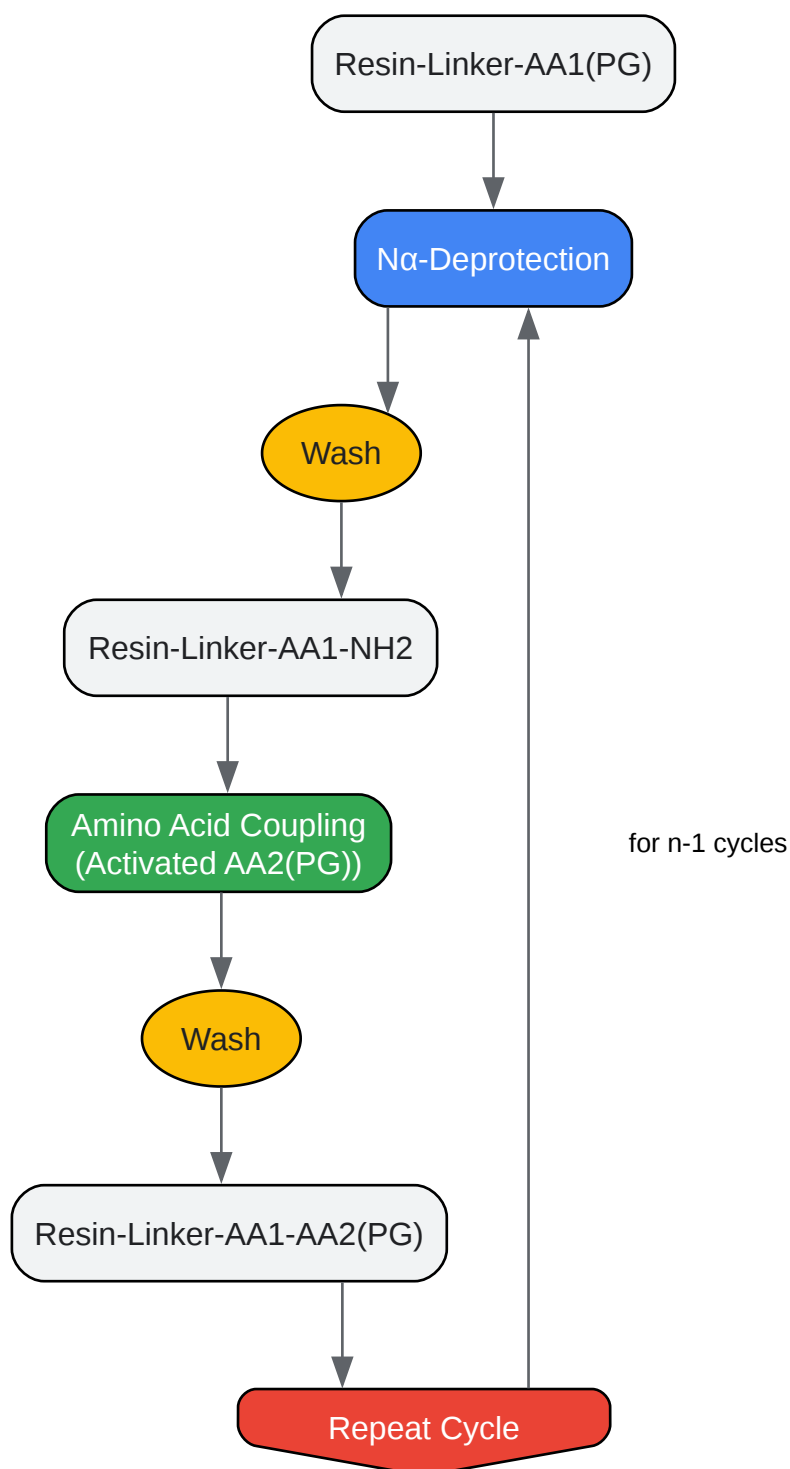 Resin-Linker-AA1(PG)
Nα-Deprotection
Wash
Resin-Linker-AA1-NH2
Amino Acid Coupling
(Activated AA2(PG))
for n-1 cycles
Wash
Resin-Linker-AA1-AA2(PG)
Repeat Cycle